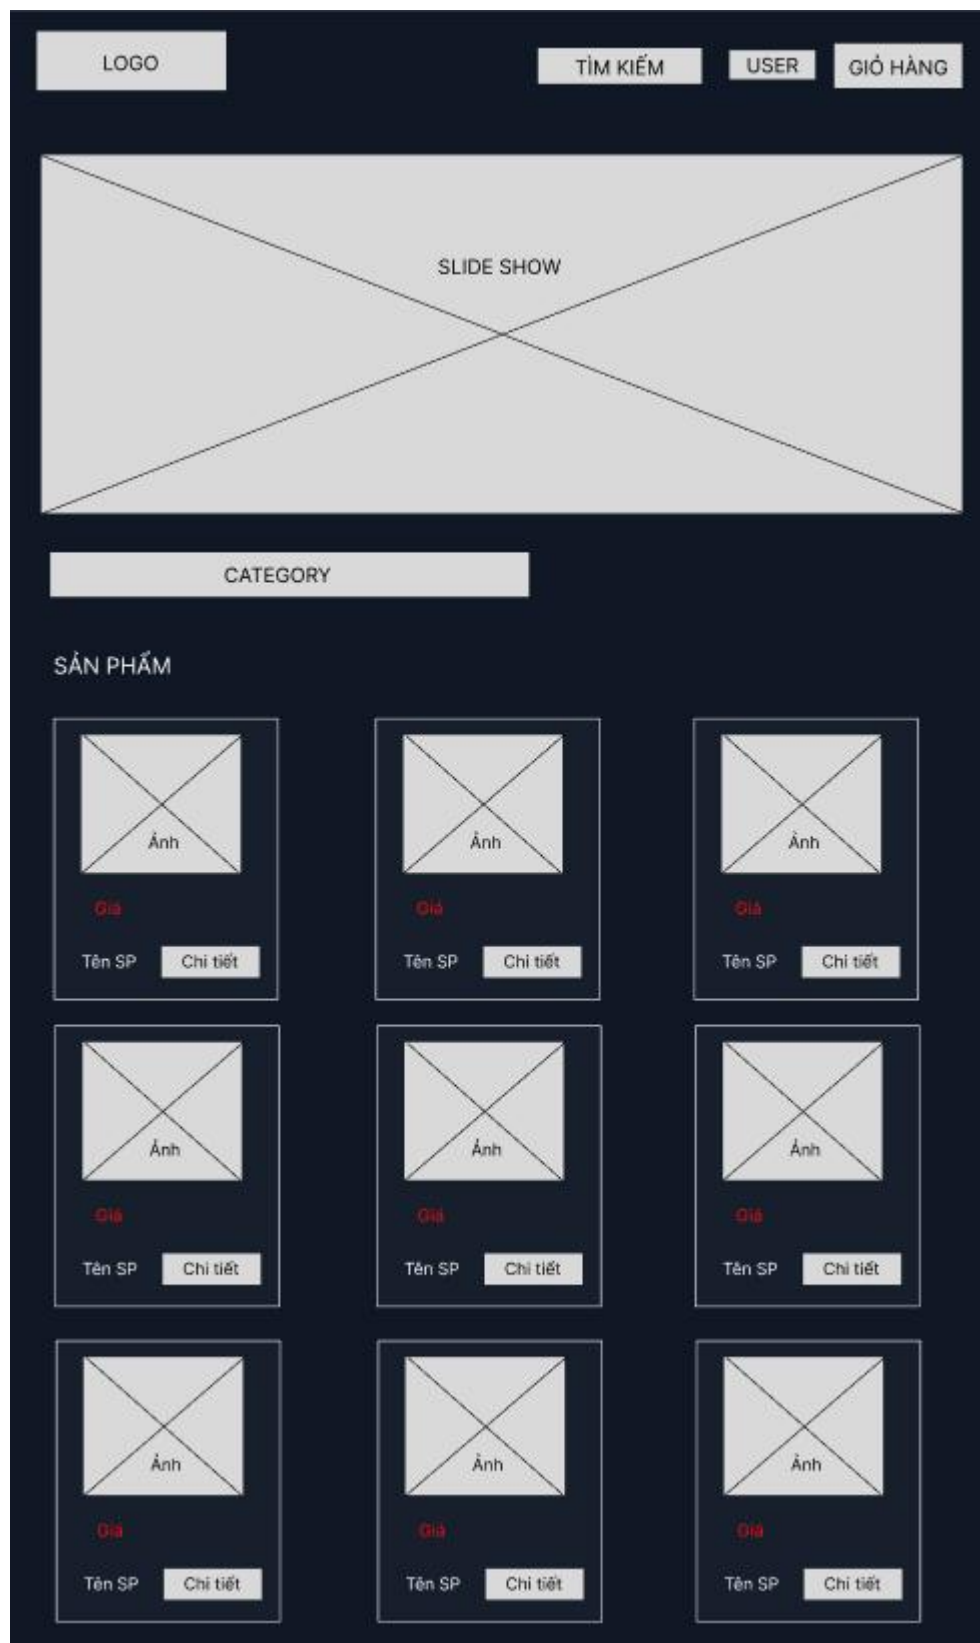 LOGO
TÌM KIẾM
USER
GIỎ HÀNG
SLIDE SHOW
CATEGORY
SẢN PHẨM
Ảnh
Ảnh
Ảnh
Giá
Giá
Giá
Tên SP
Chi tiết
Tên SP
Chi tiết
Tên SP
Chi tiết
Ảnh
Ảnh
Ảnh
Giá
Giá
Giá
Tên SP
Chi tiết
Tên SP
Chi tiết
Tên SP
Chi tiết
Ảnh
Ảnh
Ảnh
Giá
Giá
Giá
Tên SP
Chi tiết
Tên SP
Chi tiết
Tên SP
Chi tiết